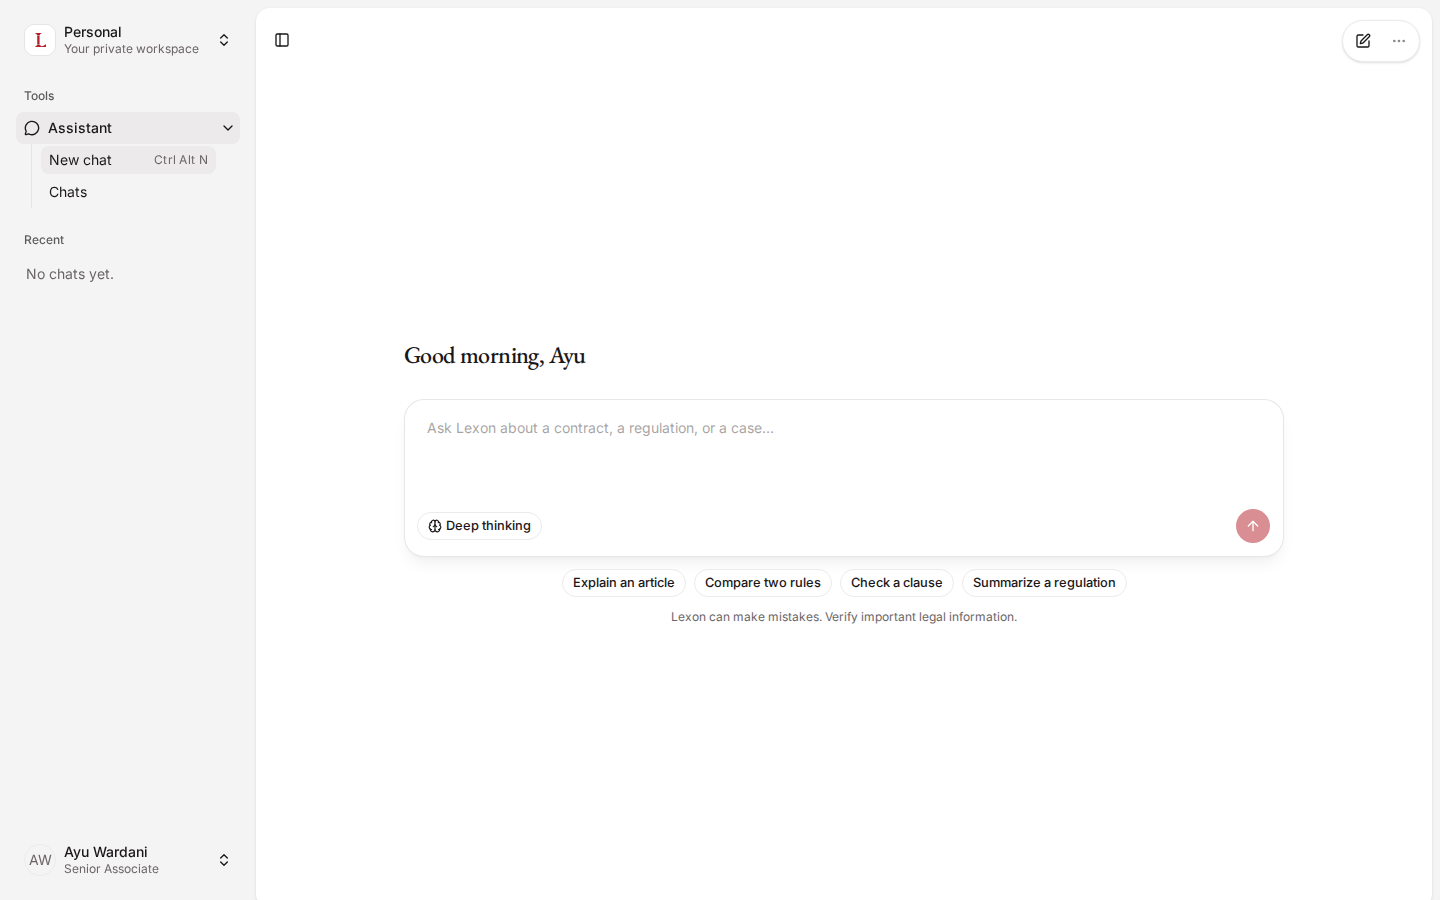 L
Personal
Your private workspace
Tools
Assistant
New chat Ctrl Alt N
Chats
Recent
No chats yet.
Good morning, Ayu
Ask Lexon about a contract, a regulation, or a case...
Deep thinking
Explain an article Compare two rules Check a clause Summarize a regulation
Lexon can make mistakes. Verify important legal information.
AW
Ayu Wardani
Senior Associate